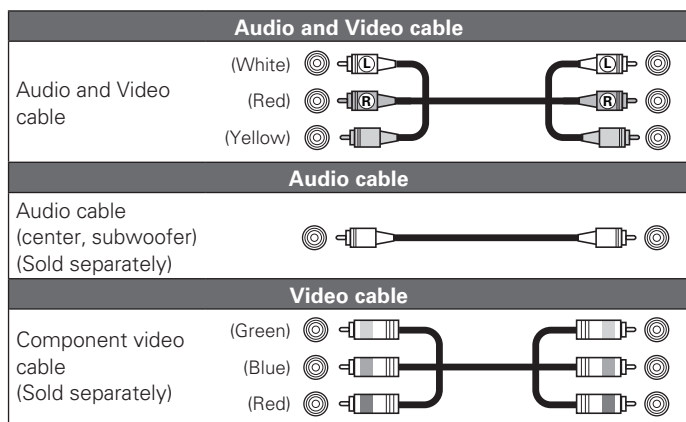 Audio and Video cable
Audio and Video
cable
(White)
L
L
(Red)
R
R
(Yellow)
Audio cable
Audio cable
(center, subwoofer)
(Sold separately)
Video cable
Component video
cable
(Sold separately)
(Green)
(Blue)
(Red)